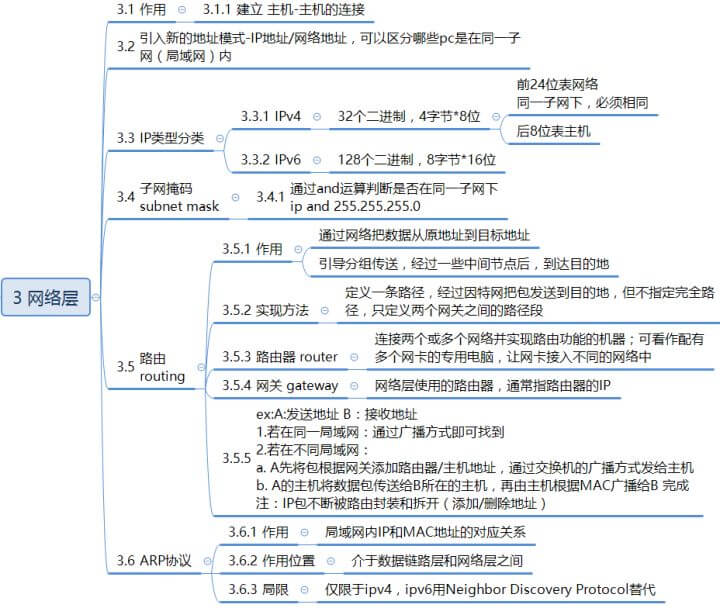 3 网络层
3.1 作用
3.1.1 建立 主机-主机的连接
3.2
引入新的地址模式-IP地址/网络地址，可以区分哪些pc是在同一子
网（局域网）内
3.3 IP类型分类
3.3.1 IPv4
32个二进制，4字节*8位
前24位表网络
同一子网下，必须相同
后8位表主机
3.3.2 IPv6
128个二进制，8字节*16位
3.4
子网掩码
subnet mask
3.4.1
通过and运算判断是否在同一子网下
ip and 255.255.255.0
3.5
路由
routing
3.5.1 作用
通过网络把数据从原地址到目标地址
引导分组传送，经过一些中间节点后，到达目的地
3.5.2 实现方法
定义一条路径，经过因特网把包发送到目的地，但不指定完全路
径，只定义两个网关之间的路径段
3.5.3 路由器 router
连接两个或多个网络并实现路由功能的机器；可看作配有
多个网卡的专用电脑，让网卡接入不同的网络中
3.5.4 网关 gateway
网络层使用的路由器，通常指路由器的IP
3.5.5
ex:A:发送地址 B：接收地址
1.若在同一局域网：通过广播方式即可找到
2.若在不同局域网：
a. A先将包根据网关添加路由器/主机地址，通过交换机的广播方式发给主机
b. A的主机将数据包传送给B所在的主机，再由主机根据MAC广播给B 完成
注：IP包不断被路由封装和拆开（添加/删除地址）
3.6 ARP协议
3.6.1 作用
局域网内IP和MAC地址的对应关系
3.6.2 作用位置
介于数据链路层和网络层之间
3.6.3 局限
仅限于ipv4，ipv6用Neighbor Discovery Protocol替代